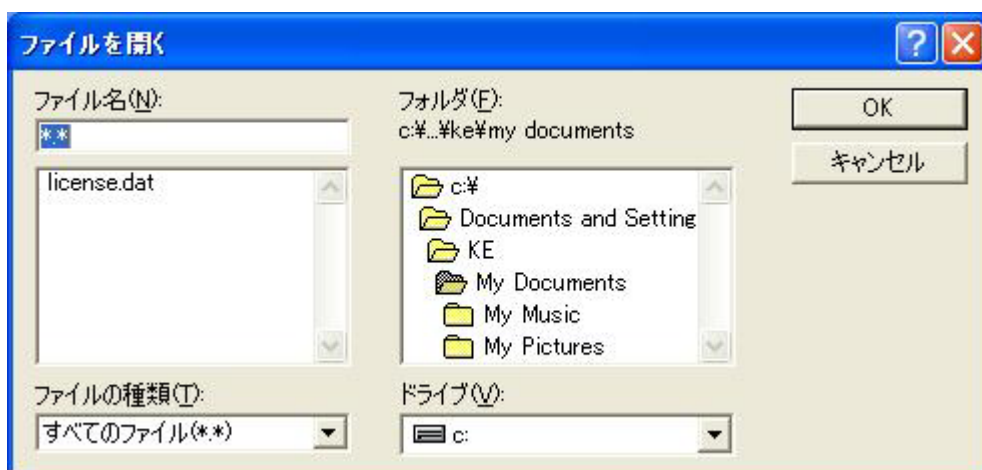 ファイルを開く
ファイル名(N):
*.*
license.dat
ファイルの種類(T):
すべてのファイル(*.*)
フォルダ(F):
c:¥...¥ke¥my documents
c:¥
Documents and Setting
KE
My Documents
My Music
My Pictures
ドライブ(V):
c:
OK
キャンセル